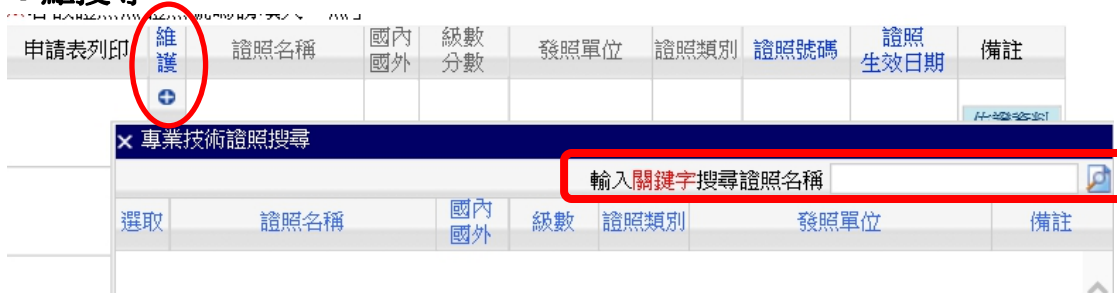 申請表列印 維護 證照名稱 國內國外 級數分數 發照單位 證照類別 證照號碼 證照生效日期 備註
專業技術證照搜尋
輸入關鍵字搜尋證照名稱
選取 證照名稱 國內國外 級數 證照類別 發照單位 備註